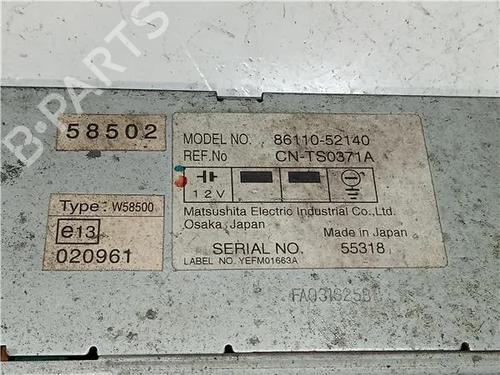 B-PARTS
58502
MODEL NO. 86110-52140
REF.No CN-TS0371A
12V
Matsushita Electric Industrial Co., Ltd.
Osaka, Japan
Made in Japan
SERIAL NO. 55318
LABEL NO. YEFM01663A
Type: W58500
e13
020961
FA031S25B1